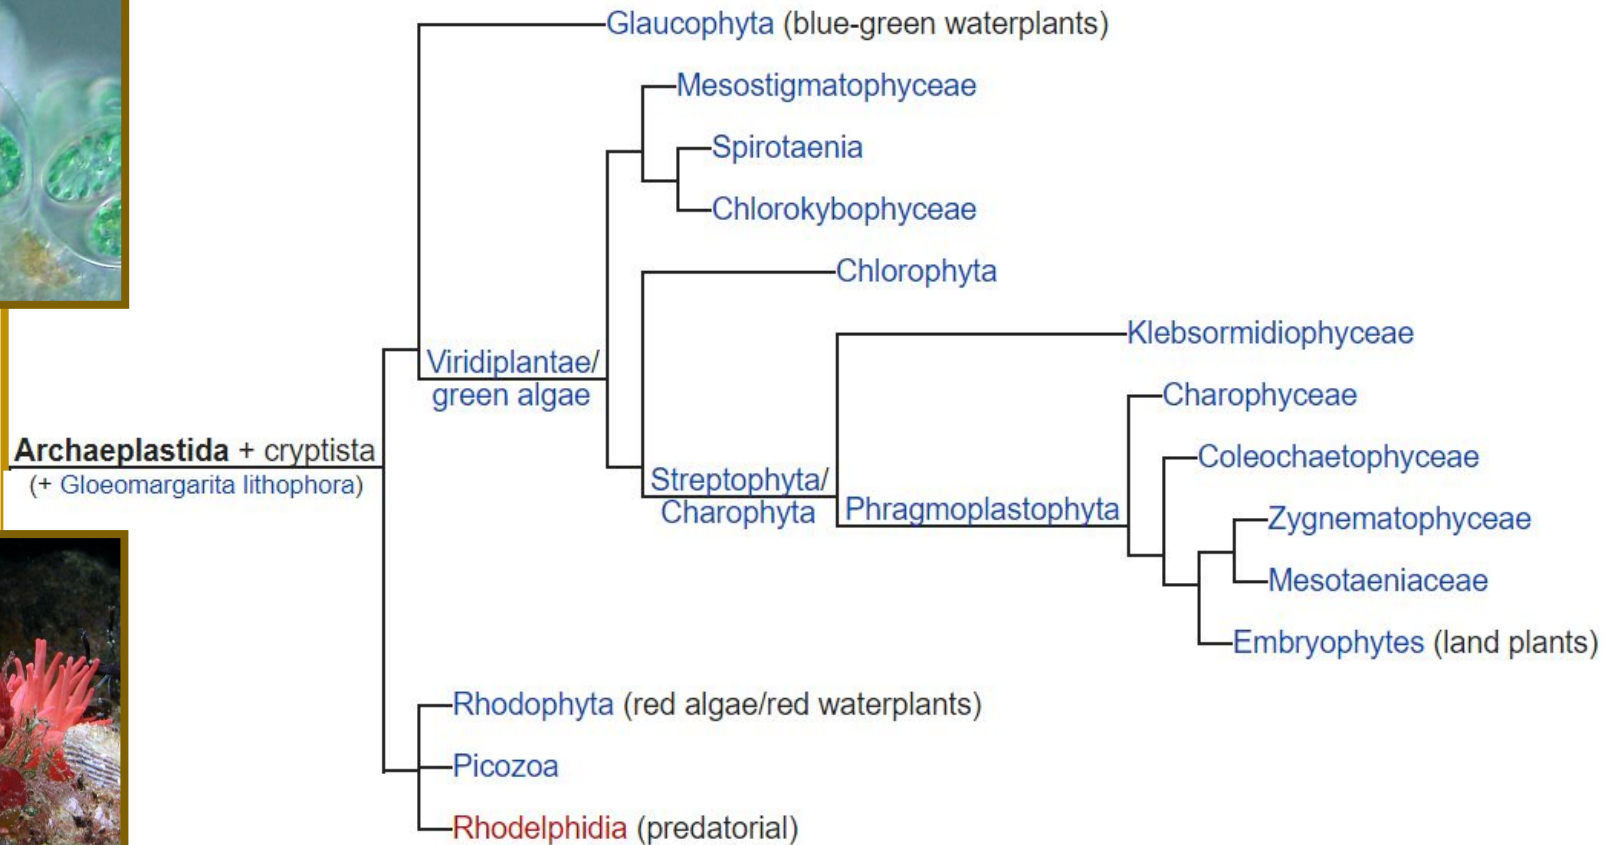 Glaucophyta (blue-green waterplants)
Mesostigmatophyceae
Spirotaenia
Chlorokybophyceae
Chlorophyta
Klebsormidiophyceae
Viridiplantae/
green algae
Charophyceae
Archaeplastida + cryptista
(+ Gloeomargarita lithophora)
Coleochaetophyceae
Streptophyta/
Charophyta
Phragmoplastophyta
Zygnematophyceae
Mesotaeniaceae
Embryophytes (land plants)
Rhodophyta (red algae/red waterplants)
Picozoa
Rhodelphidia (predatorial)